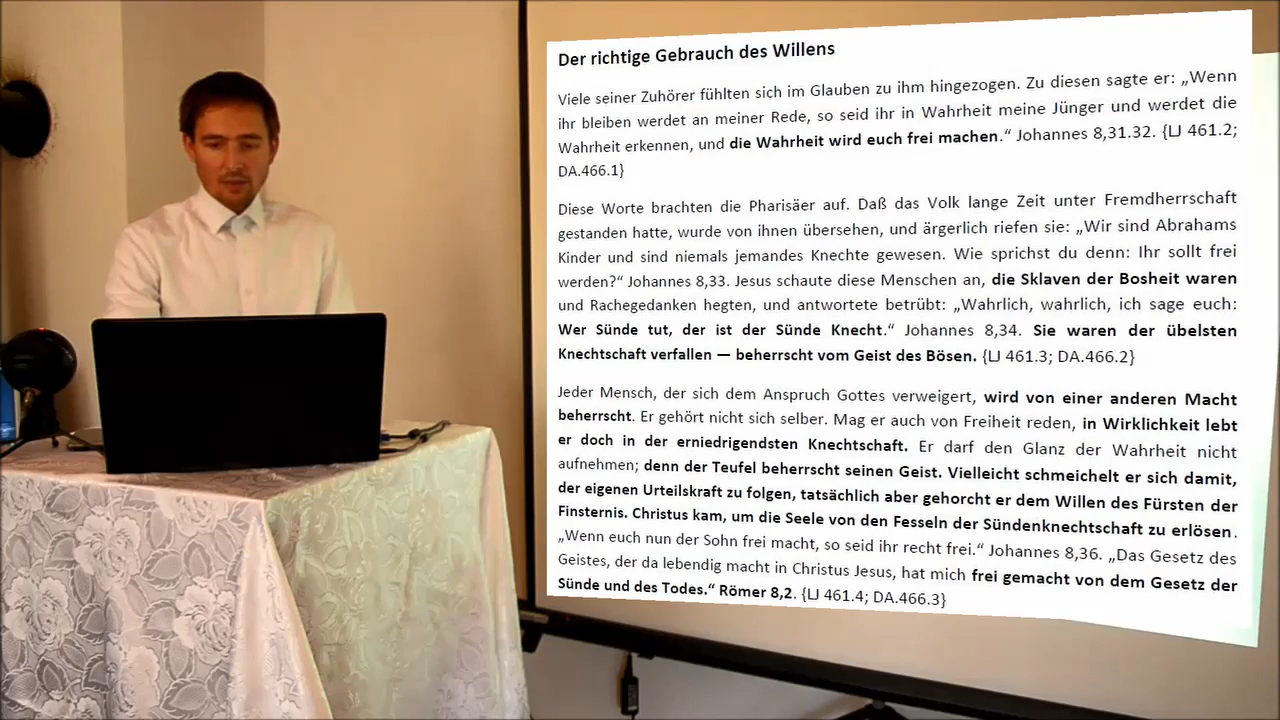 Der richtige Gebrauch des Willens
Viele seiner Zuhörer fühlten sich im Glauben zu ihm hingezogen. Zu diesen sagte er: „Wenn
ihr bleiben werdet an meiner Rede, so seid ihr in Wahrheit meine Jünger und werdet die
Wahrheit erkennen, und die Wahrheit wird euch frei machen.“ Johannes 8,31.32. {LJ 461.2;
DA.466.1}
Diese Worte brachten die Pharisäer auf. Daß das Volk lange Zeit unter Fremdherrschaft
gestanden hatte, wurde von ihnen übersehen, und ärgerlich riefen sie: „Wir sind Abrahams
Kinder und sind niemals jemandes Knechte gewesen. Wie sprichst du denn: Ihr sollt frei
werden?“ Johannes 8,33. Jesus schaute diese Menschen an, die Sklaven der Bosheit waren
und Rachegedanken hegten, und antwortete betrübt: „Wahrlich, wahrlich, ich sage euch:
Wer Sünde tut, der ist der Sünde Knecht.“ Johannes 8,34. Sie waren der übelsten
Knechtschaft verfallen — beherrscht vom Geist des Bösen. {LJ 461.3; DA.466.2}
Jeder Mensch, der sich dem Anspruch Gottes verweigert, wird von einer anderen Macht
beherrscht. Er gehört nicht sich selber. Mag er auch von Freiheit reden, in Wirklichkeit lebt
er doch in der erniedrigendsten Knechtschaft. Er darf den Glanz der Wahrheit nicht
aufnehmen; denn der Teufel beherrscht seinen Geist. Vielleicht schmeichelt er sich damit,
der eigenen Urteilskraft zu folgen, tatsächlich aber gehorcht er dem Willen des Fürsten der
Finsternis. Christus kam, um die Seele von den Fesseln der Sündenknechtschaft zu erlösen.
„Wenn euch nun der Sohn frei macht, so seid ihr recht frei.“ Johannes 8,36. „Das Gesetz des
Geistes, der da lebendig macht in Christus Jesus, hat mich frei gemacht von dem Gesetz der
Sünde und des Todes.“ Römer 8,2. {LJ 461.4; DA.466.3}